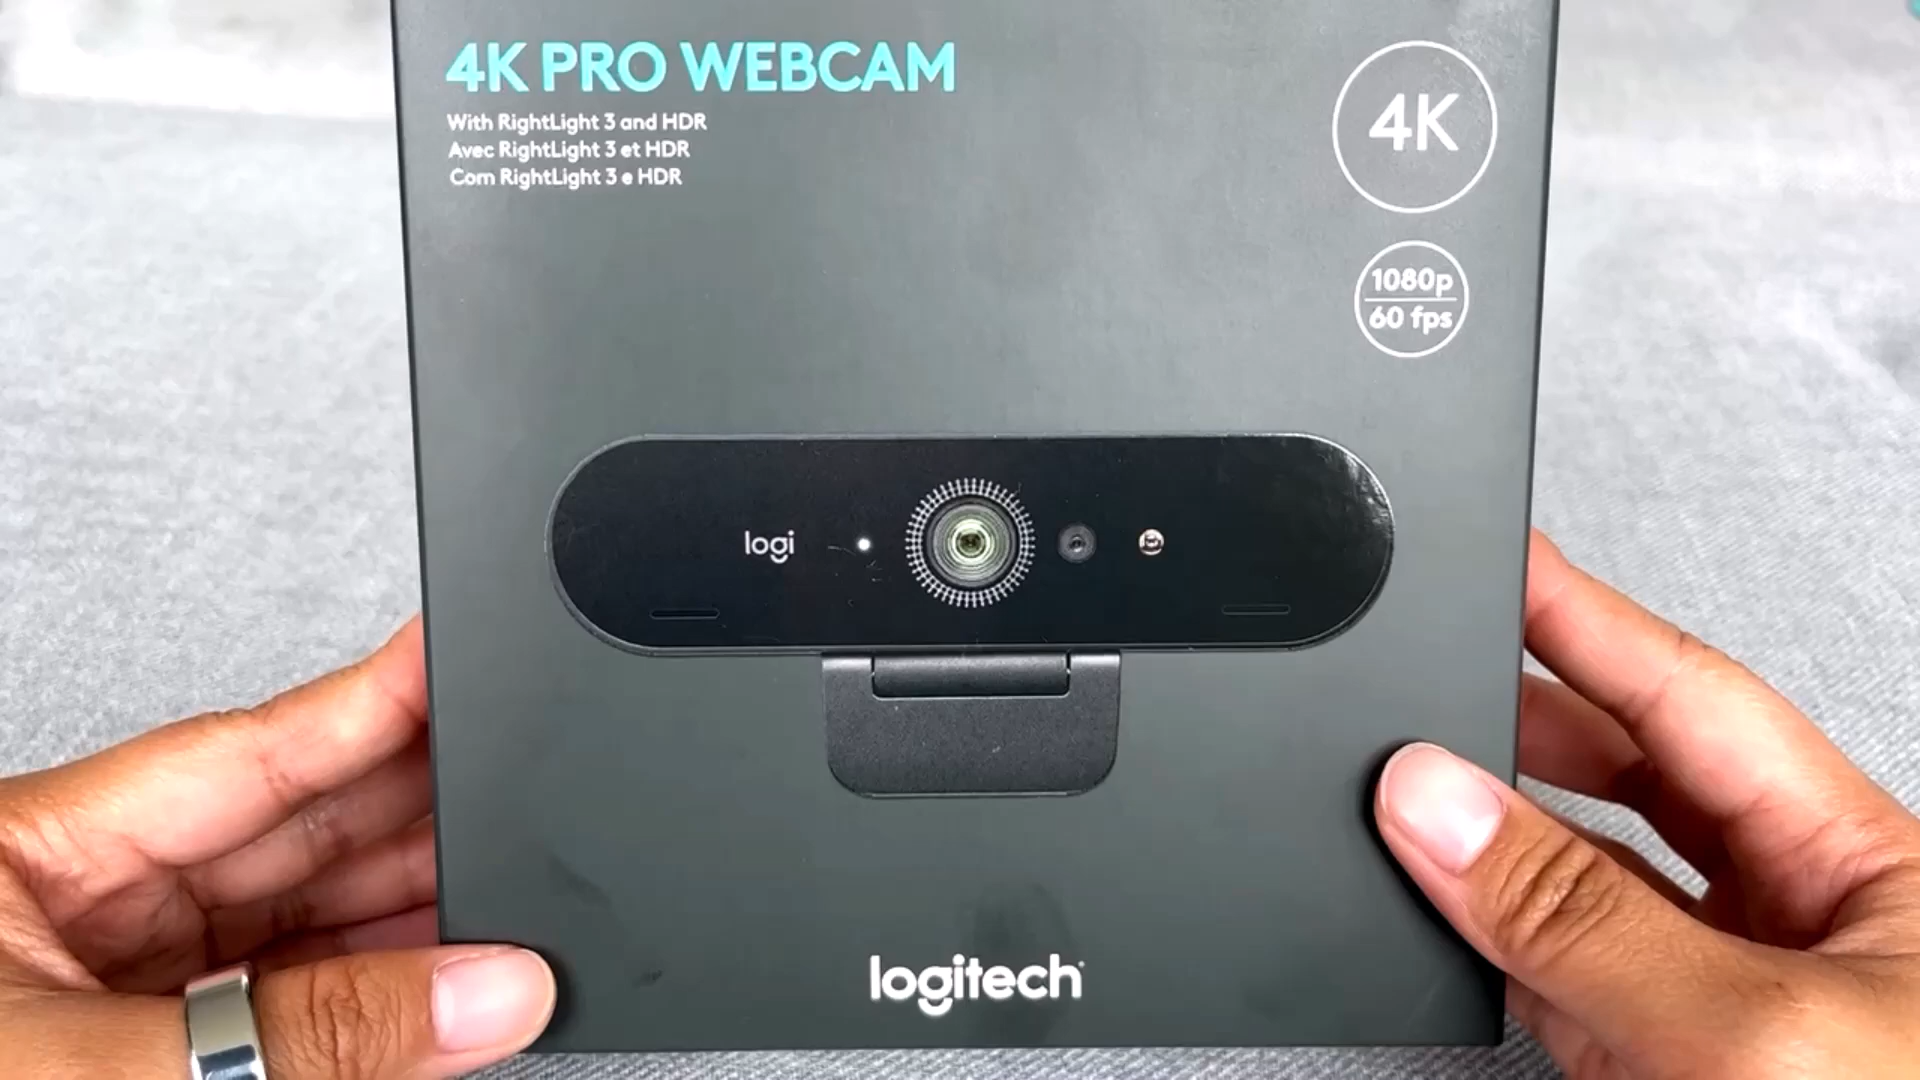 4K PRO WEBCAM
With RightLight 3 and HDR
Avec RightLight 3 et HDR
Com RightLight 3 e HDR
4K
1080p
60 fps
logi
logitech